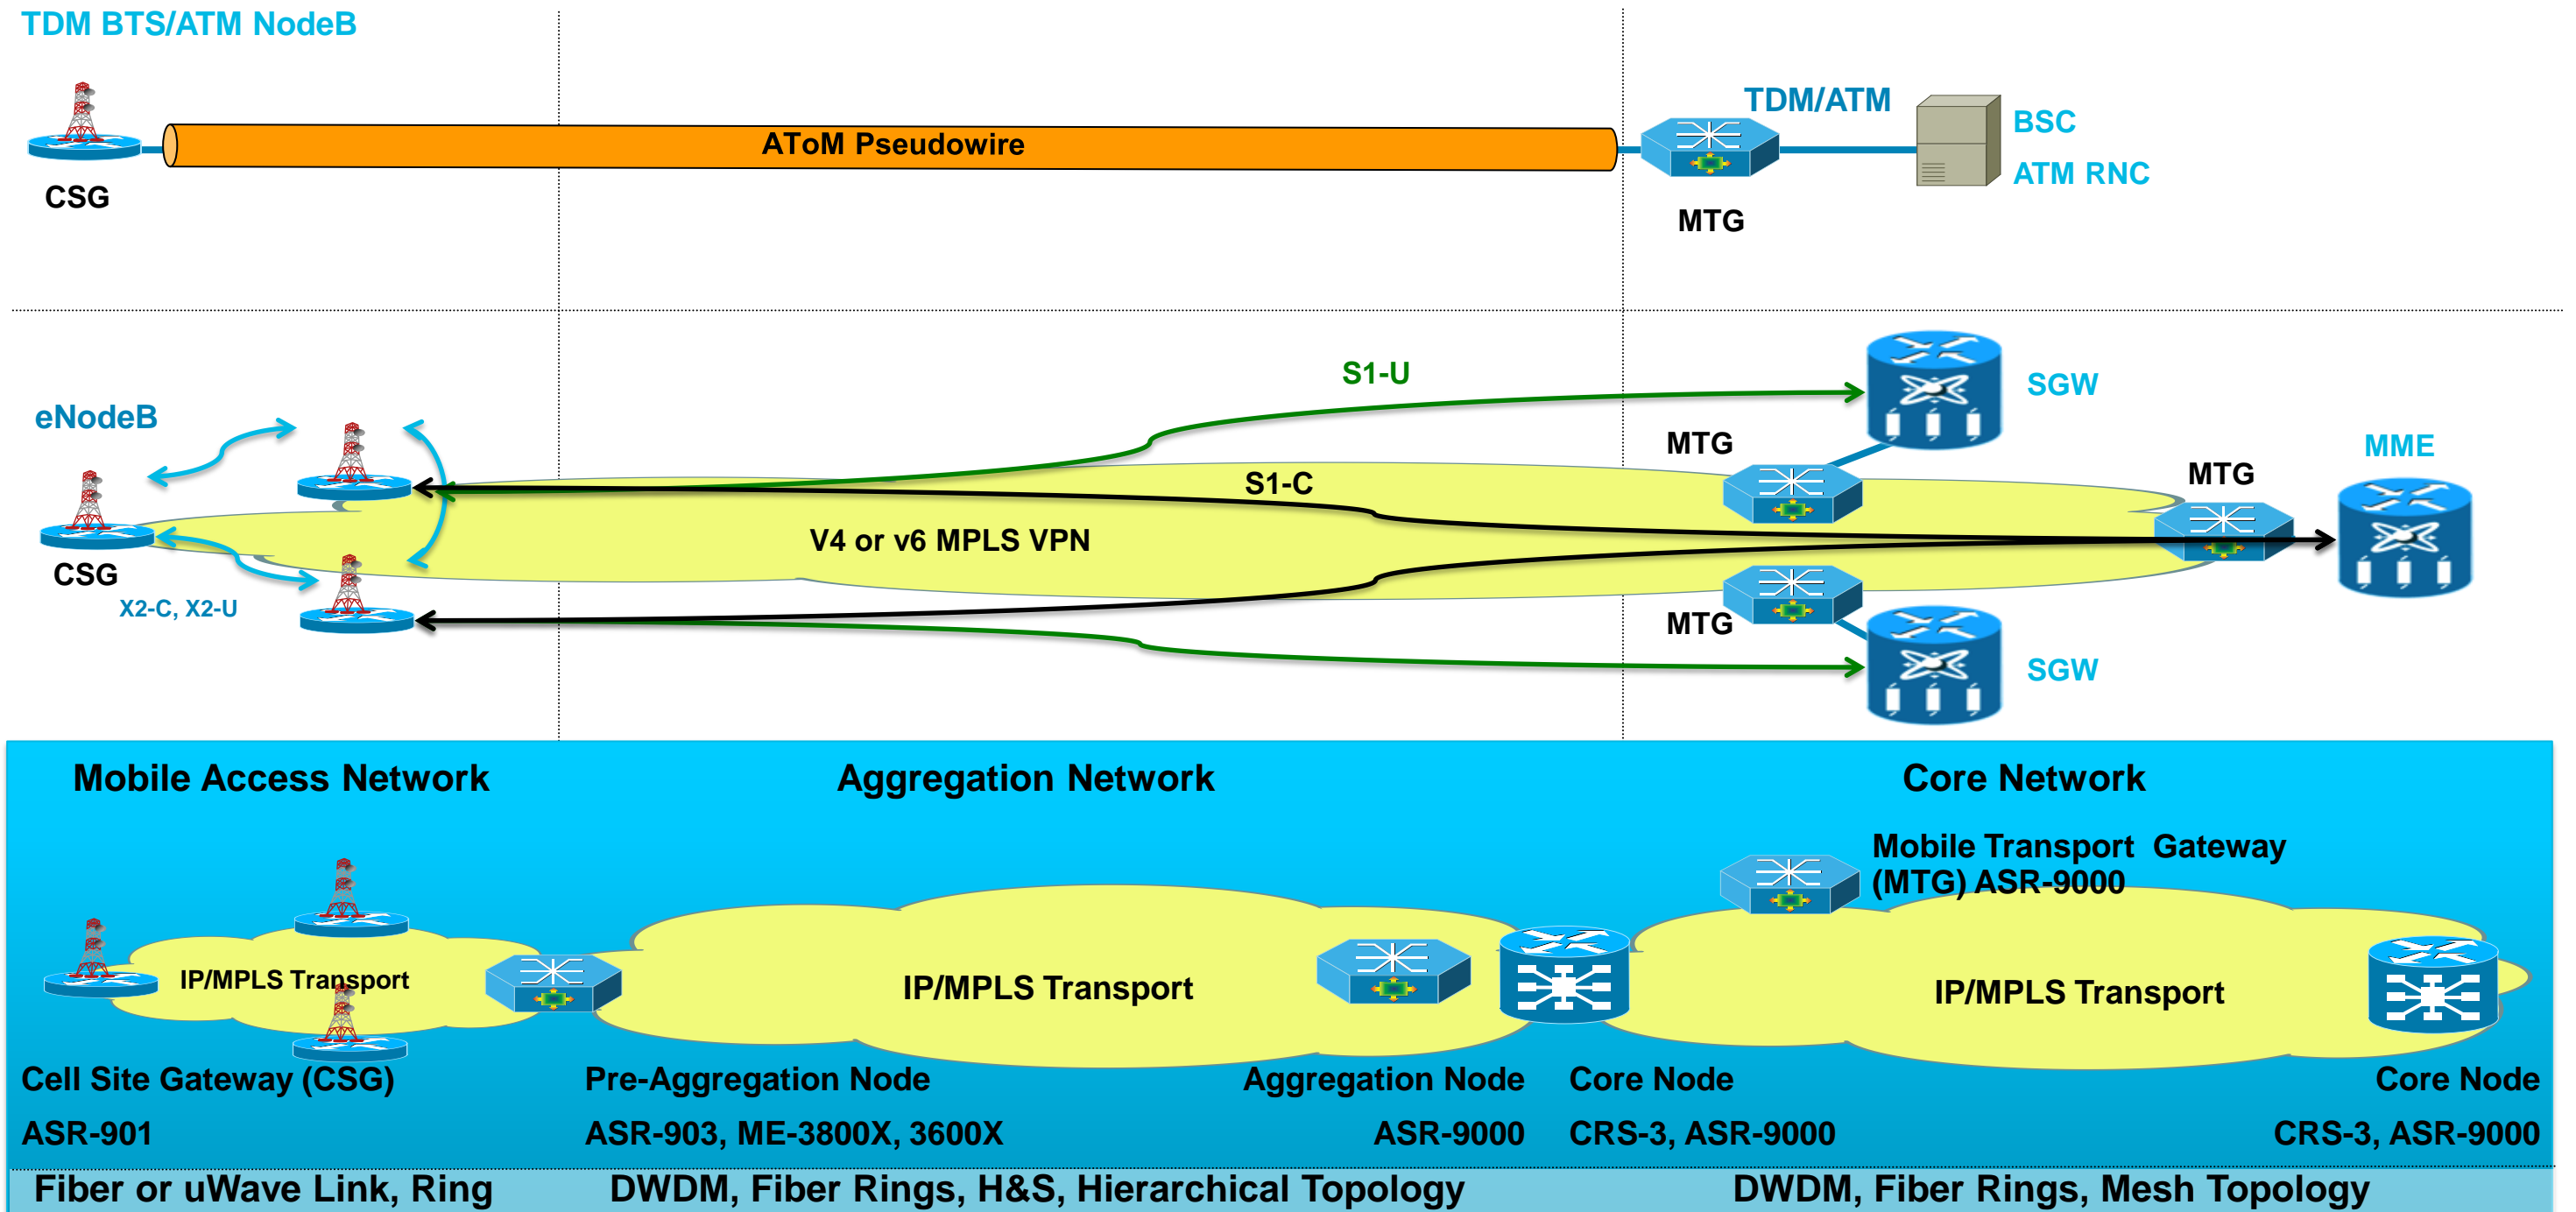 TDM BTS/ATM NodeB
TDM/ATM
AToM Pseudowire
BSC
ATM RNC
CSG
MTG
S1-U
SGW
eNodeB
MTG
MME
S1-C
MTG
V4 or v6 MPLS VPN
CSG
X2-C, X2-U
MTG
SGW
Mobile Access Network
Aggregation Network
Core Network
Mobile Transport  Gateway
(MTG) ASR-9000
IP/MPLS Transport
IP/MPLS Transport
IP/MPLS Transport
Cell Site Gateway (CSG)
ASR-901
Pre-Aggregation Node
ASR-903, ME-3800X, 3600X
Aggregation Node
ASR-9000
Core Node
CRS-3, ASR-9000
Core Node
CRS-3, ASR-9000
Fiber or uWave Link, Ring
DWDM, Fiber Rings, H&S, Hierarchical Topology
DWDM, Fiber Rings, Mesh Topology